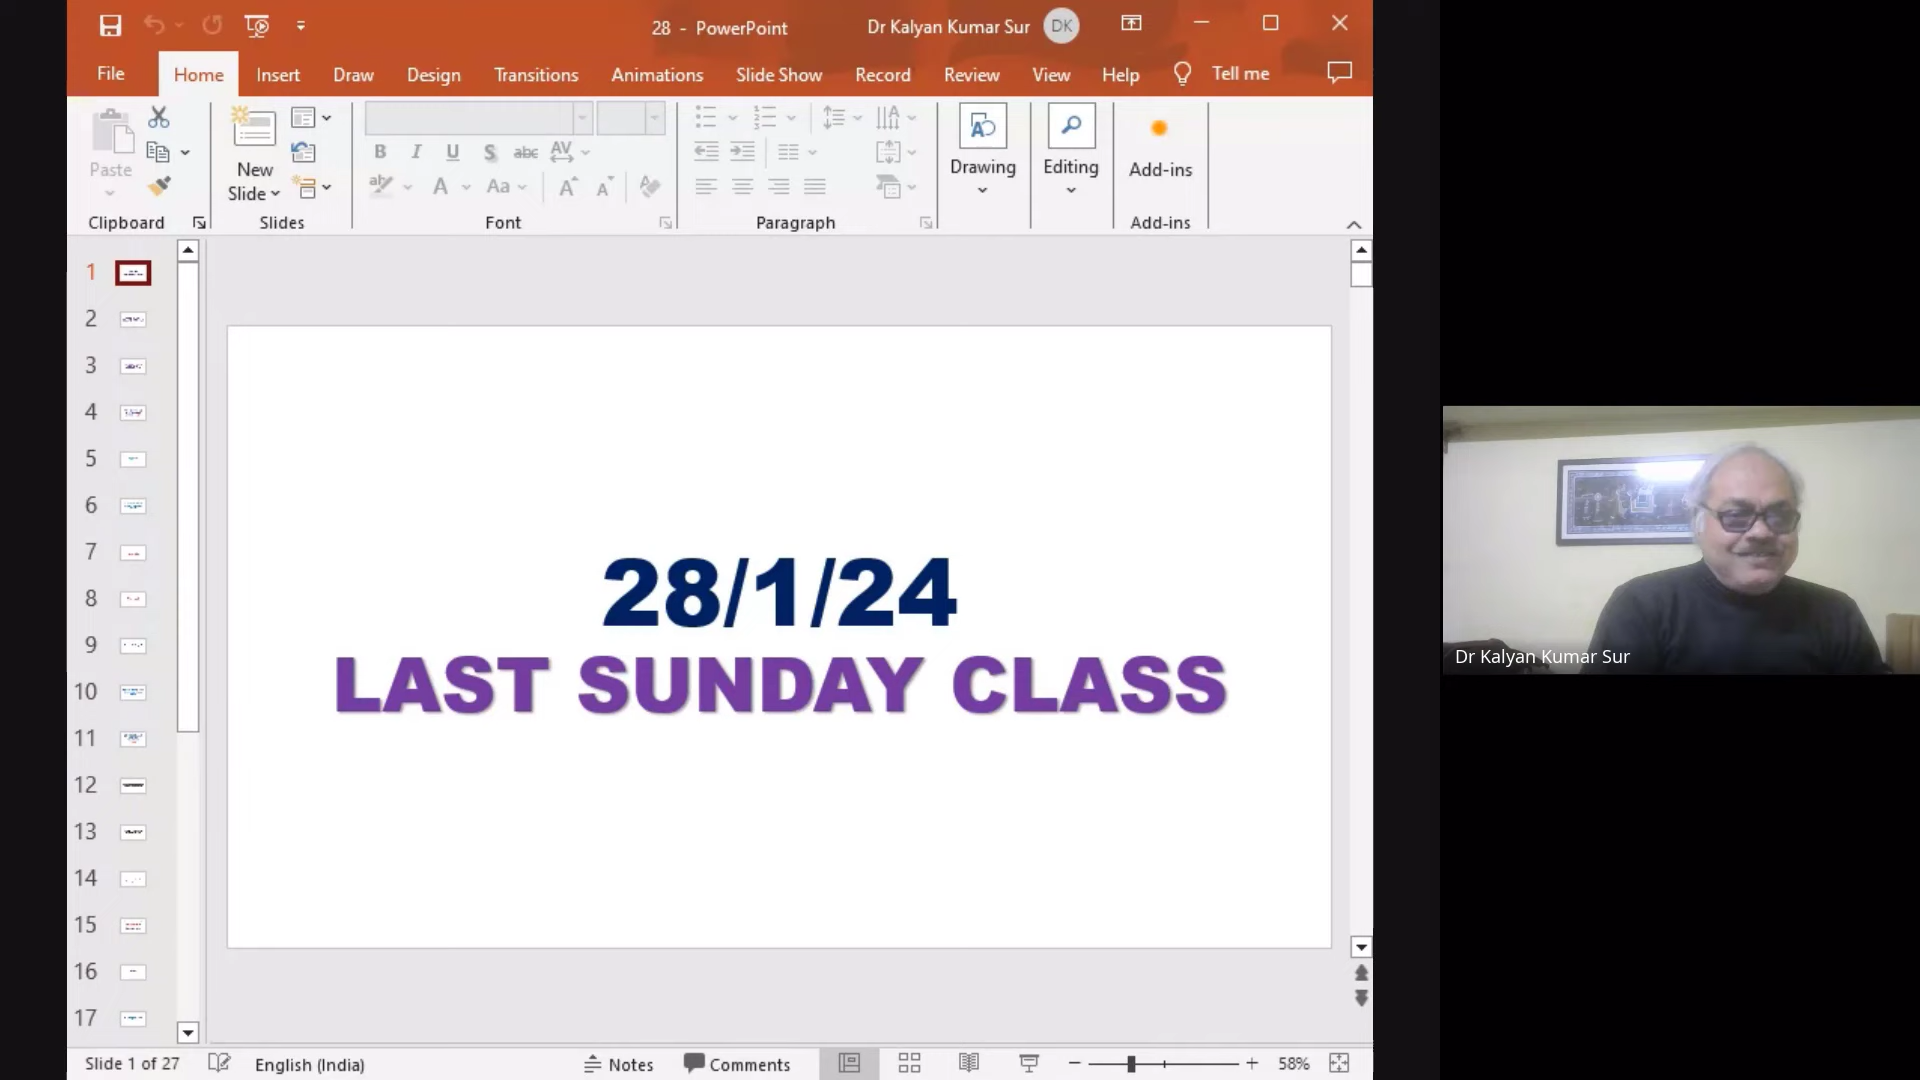 28 - PowerPoint
Dr Kalyan Kumar Sur
DK
File
Home
Insert
Draw
Design
Transitions
Animations
Slide Show
Record
Review
View
Help
Tell me
Paste
New
Slide
B I U S abc AV
A Aa A A
Drawing
Editing
Add-ins
Clipboard
Slides
Font
Paragraph
Add-ins
1
2
3
4
5
6
7
8
9
10
11
12
13
14
15
16
17
28/1/24
LAST SUNDAY CLASS
Dr Kalyan Kumar Sur
Slide 1 of 27
English (India)
Notes
Comments
58%